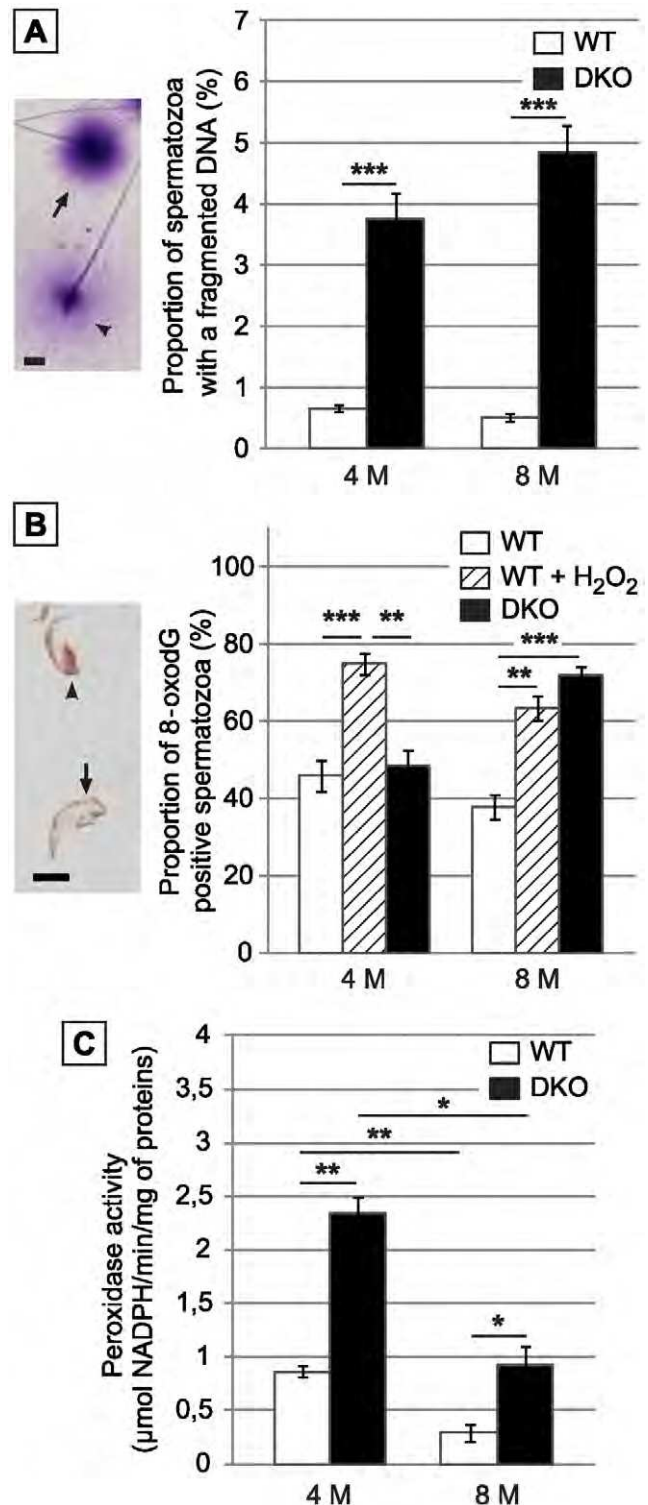 A
Proportion of spermatozoa
with a fragmented DNA (%)
7
6
5
4
3
2
1
0
WT
DKO
***
***
4 M
8 M
B
Proportion of 8-oxodG
positive spermatozoa (%)
100
80
60
40
20
0
WT
WT + H₂O₂
DKO
***
**
***
**
4 M
8 M
C
Peroxidase activity
(µmol NADPH/min/mg of proteins)
4
3,5
3
2,5
2
1,5
1
0,5
0
WT
DKO
*
**
**
*
4 M
8 M